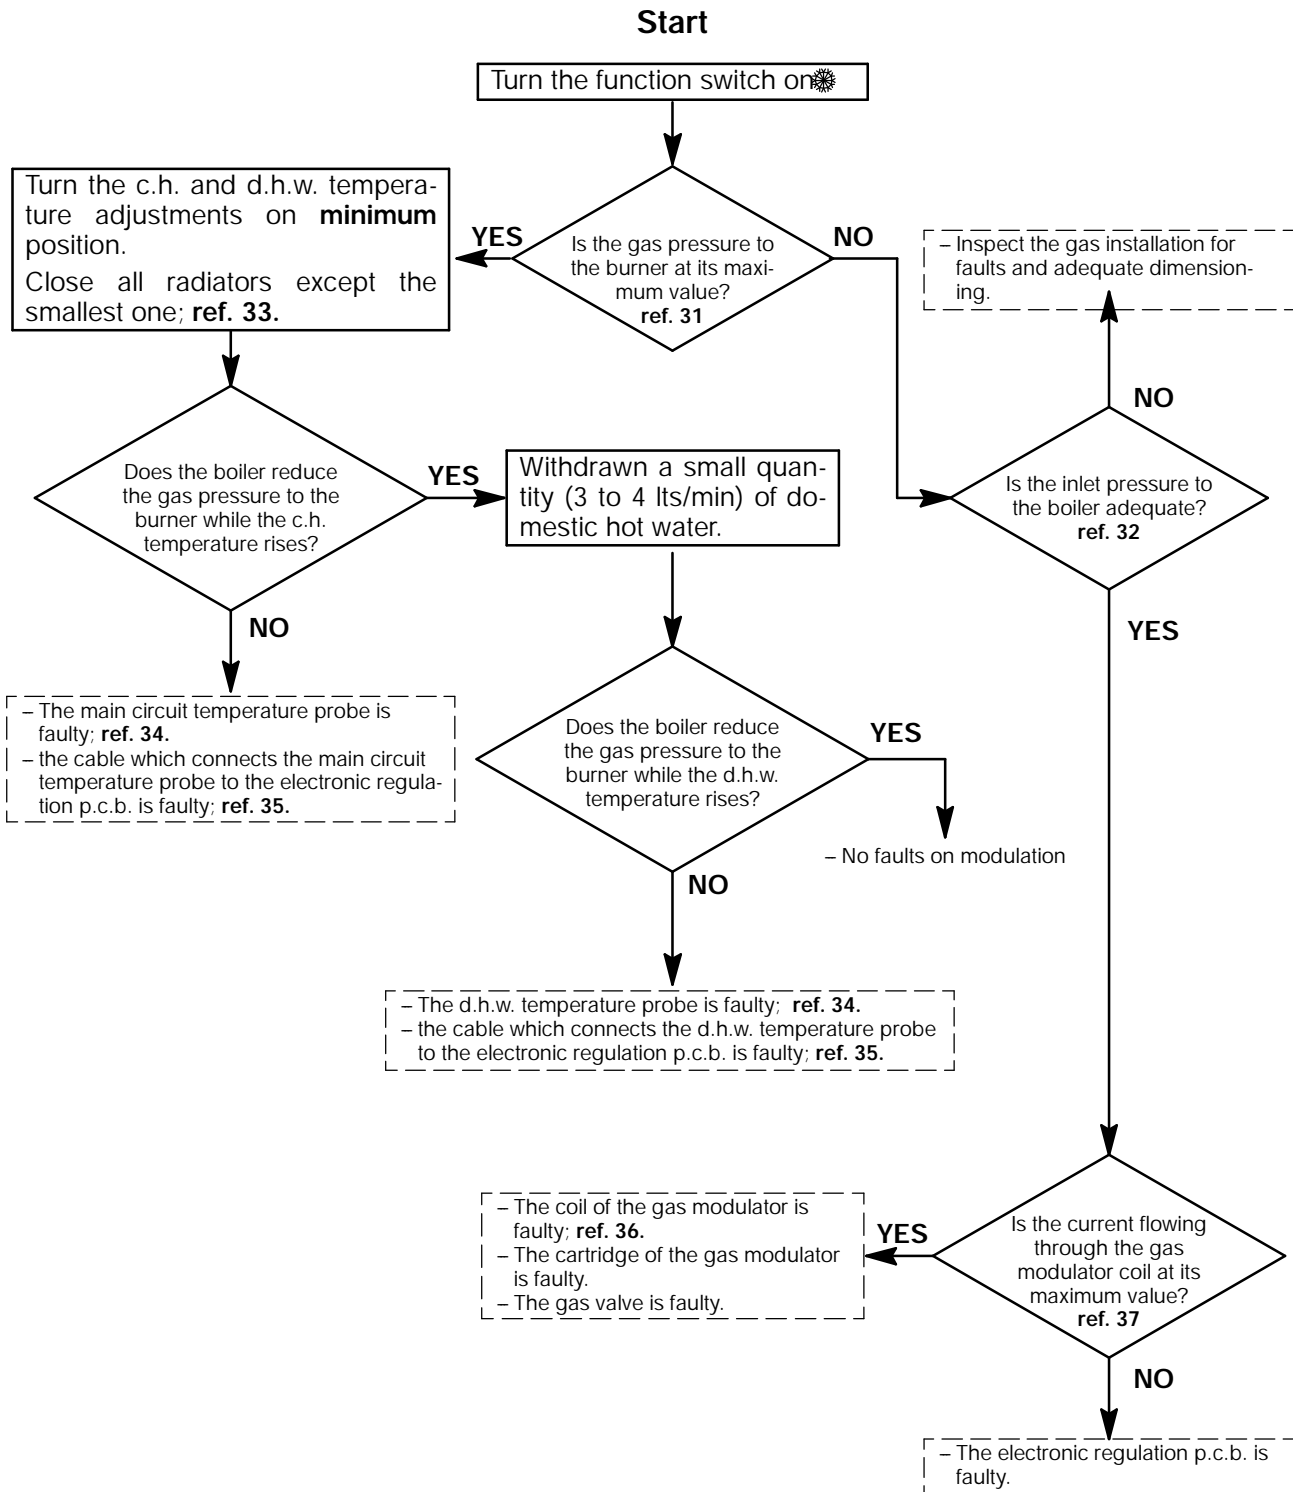 Start
Turn the function switch on
Turn the c.h. and d.h.w. tempera-
ture adjustments on minimum
position.
Close all radiators except the
smallest one; ref. 33.
YES
Is the gas pressure to
the burner at its maxi-
mum value?
ref. 31
NO
– Inspect the gas installation for
faults and adequate dimension-
ing.
NO
Is the inlet pressure to
the boiler adequate?
ref. 32
YES
Does the boiler reduce
the gas pressure to the
burner while the c.h.
temperature rises?
YES
Withdrawn a small quan-
tity (3 to 4 lts/min) of do-
mestic hot water.
NO
– The main circuit temperature probe is
faulty; ref. 34.
– the cable which connects the main circuit
temperature probe to the electronic regula-
tion p.c.b. is faulty; ref. 35.
Does the boiler reduce
the gas pressure to the
burner while the d.h.w.
temperature rises?
YES
– No faults on modulation
NO
– The d.h.w. temperature probe is faulty; ref. 34.
– the cable which connects the d.h.w. temperature probe
to the electronic regulation p.c.b. is faulty; ref. 35.
– The coil of the gas modulator is
faulty; ref. 36.
– The cartridge of the gas modulator
is faulty.
– The gas valve is faulty.
YES
Is the current flowing
through the gas
modulator coil at its
maximum value?
ref. 37
NO
– The electronic regulation p.c.b. is
faulty.